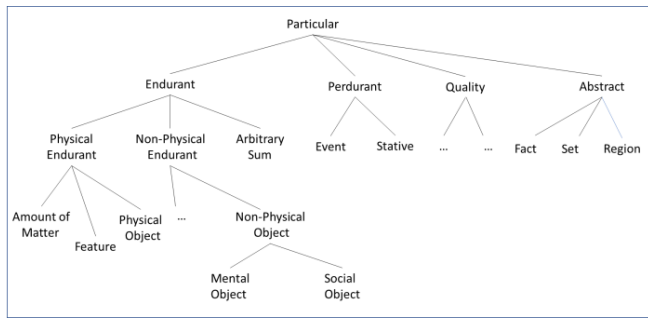 Particular
Endurant
Perdurant
Quality
Abstract
Physical
Endurant
Non-Physical
Endurant
Arbitrary
Sum
Event
Stative
...
...
Fact
Set
Region
Amount of
Matter
Feature
Physical
Object
...
Non-Physical
Object
Mental
Object
Social
Object